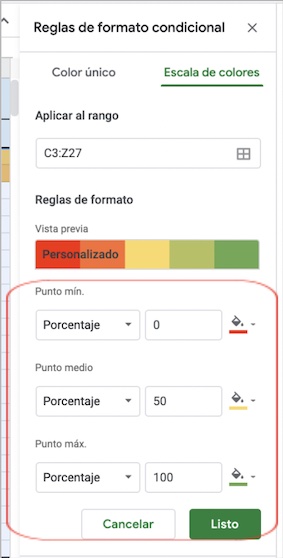 Reglas de formato condicional
Color único
Escala de colores
Aplicar al rango
C3:Z27
Reglas de formato
Vista previa
Personalizado
Punto mín.
Porcentaje
0
Punto medio
Porcentaje
50
Punto máx.
Porcentaje
100
Cancelar
Listo